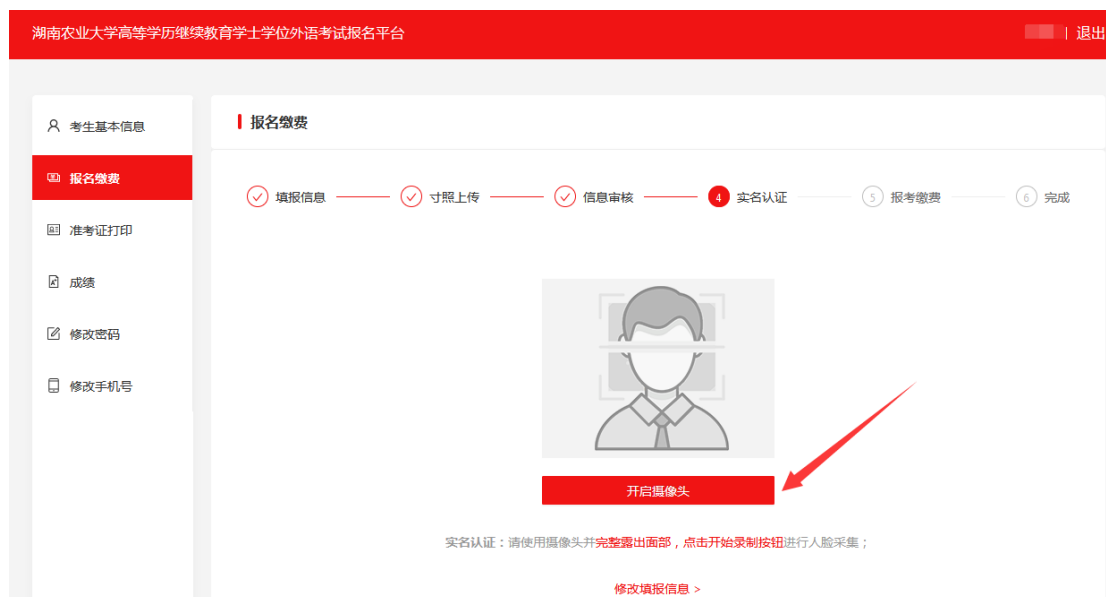 湖南农业大学高等学历继续教育学士学位外语考试报名平台
| 退出
考生基本信息
报名缴费
准考证打印
成绩
修改密码
修改手机号
报名缴费
填报信息 寸照上传 信息审核 4 实名认证 5 报考缴费 6 完成
开启摄像头
实名认证：请使用摄像头并完整露出面部，点击开始录制按钮进行人脸采集；
修改填报信息 >